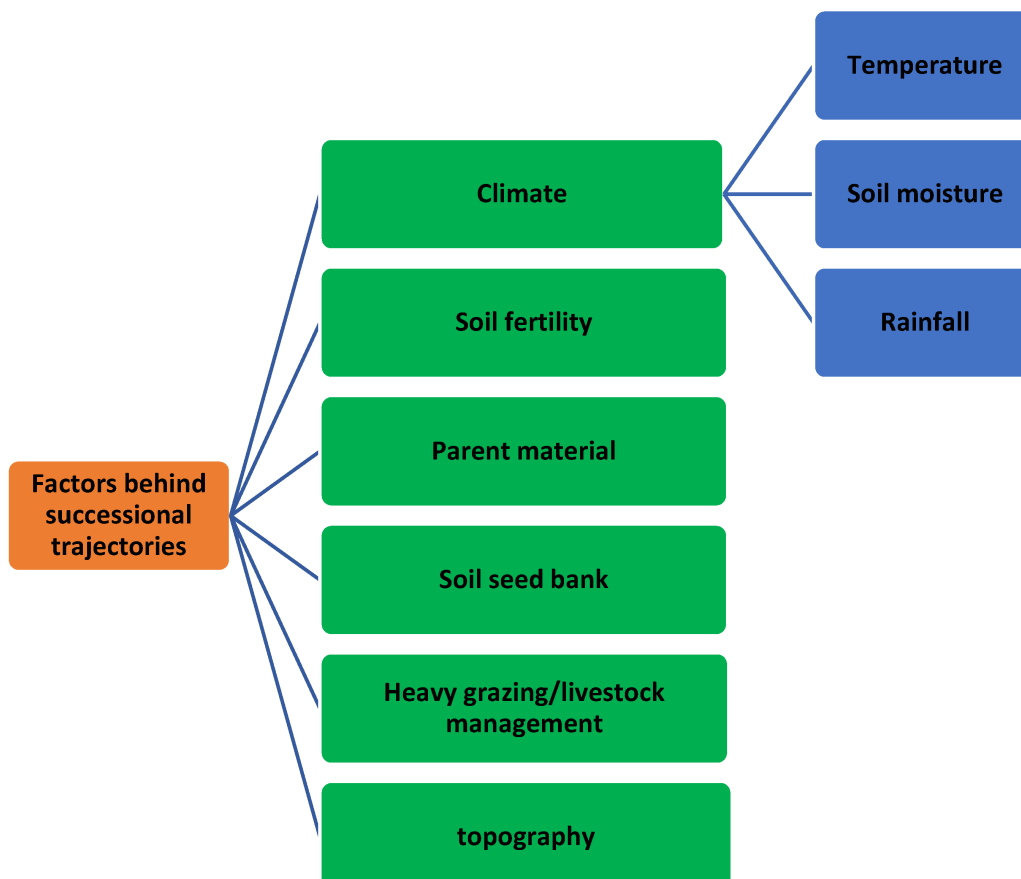 Factors behind
successional
trajectories
Climate
Soil fertility
Parent material
Soil seed bank
Heavy grazing/livestock
management
topography
Temperature
Soil moisture
Rainfall